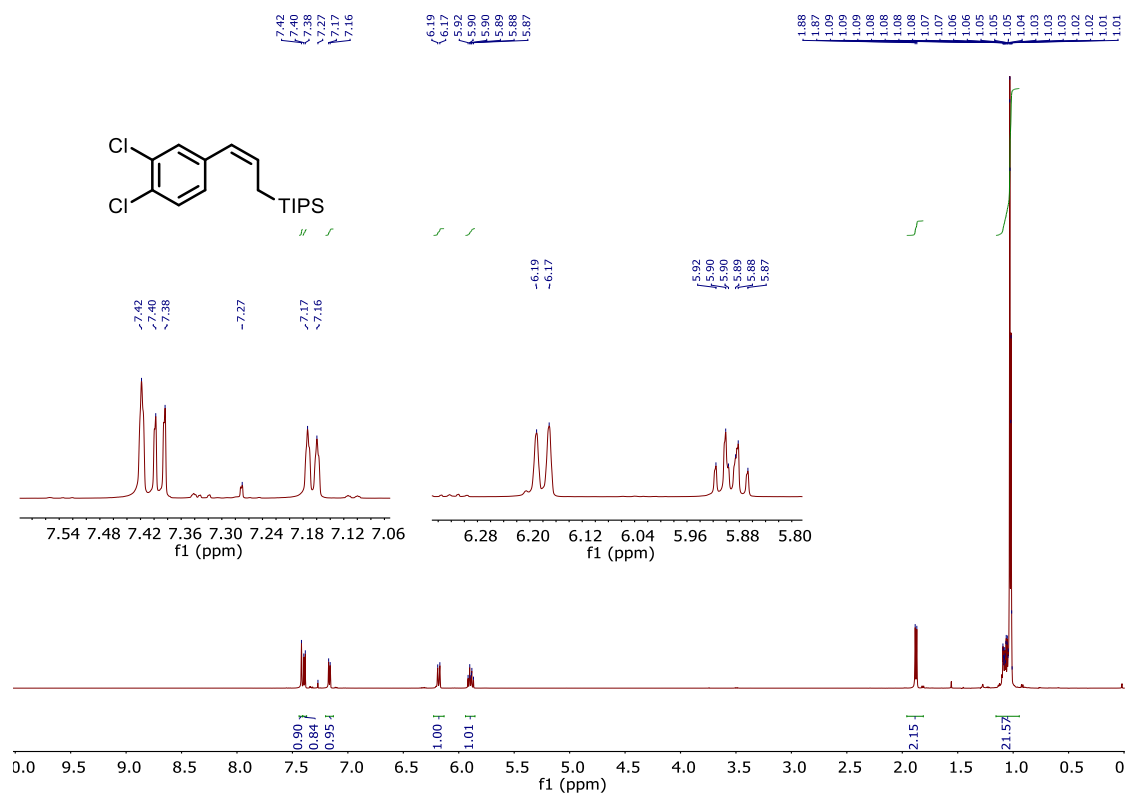 7.42 7.40 7.38 7.27 7.17 7.16 6.19 6.17 5.92 5.90 5.90 5.89 5.88 5.87 1.88 1.87 1.09 1.09 1.09 1.08 1.08 1.08 1.08 1.07 1.07 1.06 1.06 1.05 1.05 1.05 1.04 1.03 1.03 1.03 1.02 1.02 1.01 1.01
Cl
Cl
TIPS
6.19 6.17 5.92 5.90 5.90 5.89 5.88 5.87
7.42 7.40 7.38 7.27 7.17 7.16
7.54 7.48 7.42 7.36 7.30 7.24 7.18 7.12 7.06
f1 (ppm)
6.28 6.20 6.12 6.04 5.96 5.88 5.80
f1 (ppm)
0.90 0.84 0.95 1.00 1.01 2.15 21.57
0.0 9.5 9.0 8.5 8.0 7.5 7.0 6.5 6.0 5.5 5.0 4.5 4.0 3.5 3.0 2.5 2.0 1.5 1.0 0.5 0
f1 (ppm)